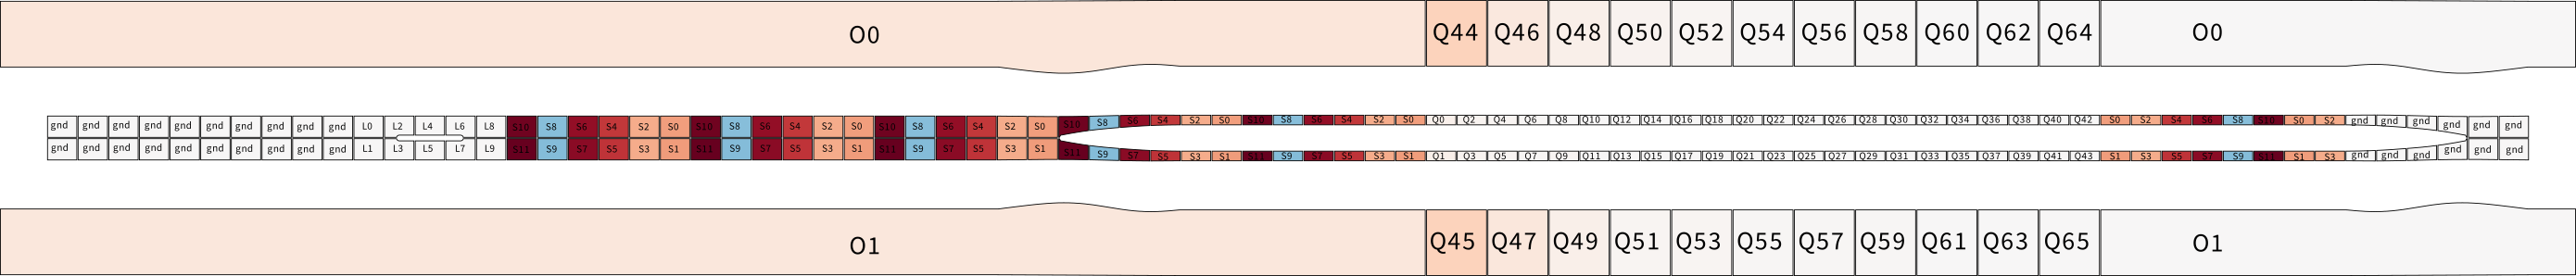 O0 Q44 Q46 Q48 Q50 Q52 Q54 Q56 Q58 Q60 Q62 Q64 O0
gnd gnd gnd gnd gnd gnd gnd gnd gnd gnd L0 L2 L4 L6 L8 S10 S8 S6 S4 S2 S0 S10 S8 S6 S4 S2 S0 S10 S8 S6 S4 S2 S0 S10 S8 S6 S4 S2 S0 S10 S8 S6 S4 S2 S0 Q0 Q2 Q4 Q6 Q8 Q10 Q12 Q14 Q16 Q18 Q20 Q22 Q24 Q26 Q28 Q30 Q32 Q34 Q36 Q38 Q40 Q42 S0 S2 S4 S6 S8 S10 S0 S2 gnd gnd gnd gnd gnd gnd
gnd gnd gnd gnd gnd gnd gnd gnd gnd gnd L1 L3 L5 L7 L9 S11 S9 S7 S5 S3 S1 S11 S9 S7 S5 S3 S1 S11 S9 S7 S5 S3 S1 S11 S9 S7 S5 S3 S1 S11 S9 S7 S5 S3 S1 Q1 Q3 Q5 Q7 Q9 Q11 Q13 Q15 Q17 Q19 Q21 Q23 Q25 Q27 Q29 Q31 Q33 Q35 Q37 Q39 Q41 Q43 S1 S3 S5 S7 S9 S11 S1 S3 gnd gnd gnd gnd gnd gnd
O1 Q45 Q47 Q49 Q51 Q53 Q55 Q57 Q59 Q61 Q63 Q65 O1